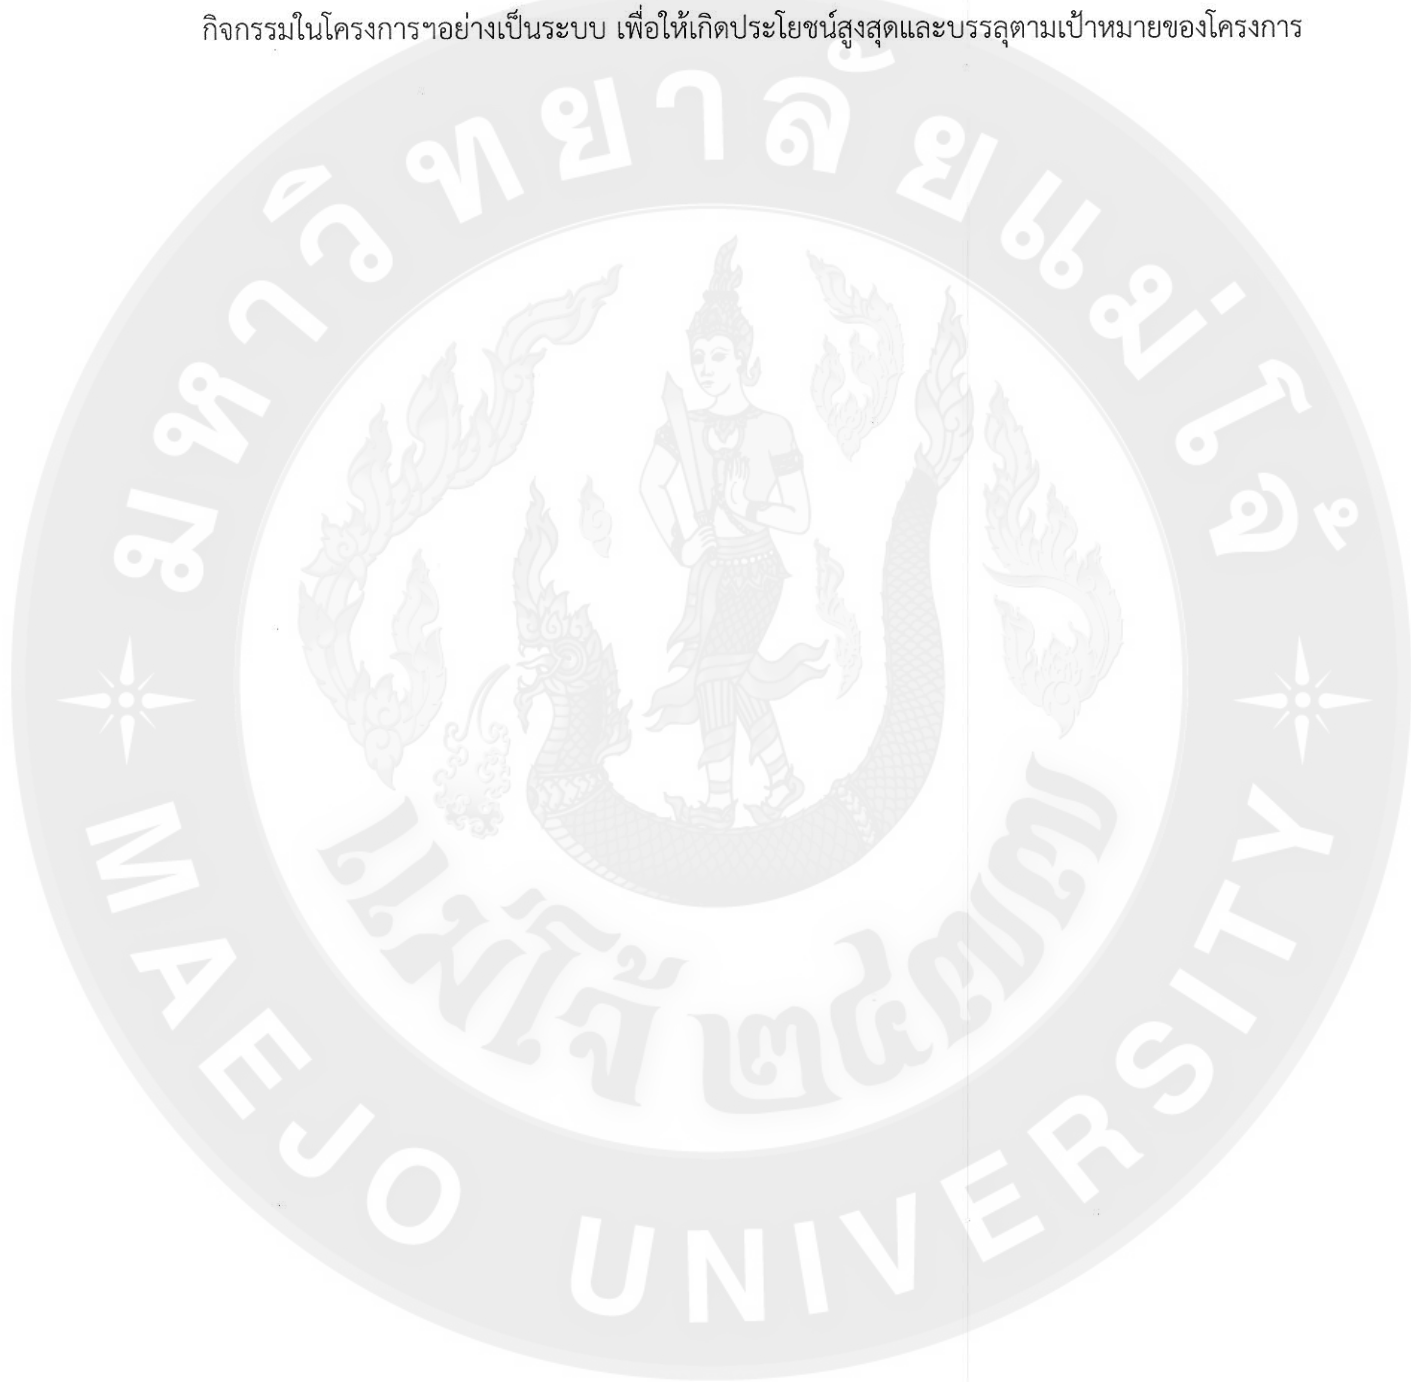 กิจกรรมในโครงการฯอย่างเป็นระบบ เพื่อให้เกิดประโยชน์สูงสุดและบรรลุตามเป้าหมายของโครงการ
มหาวิทยาลัยแม่โจ้
แม่โจ้ ๒๔๗๗
MAEJO UNIVERSITY